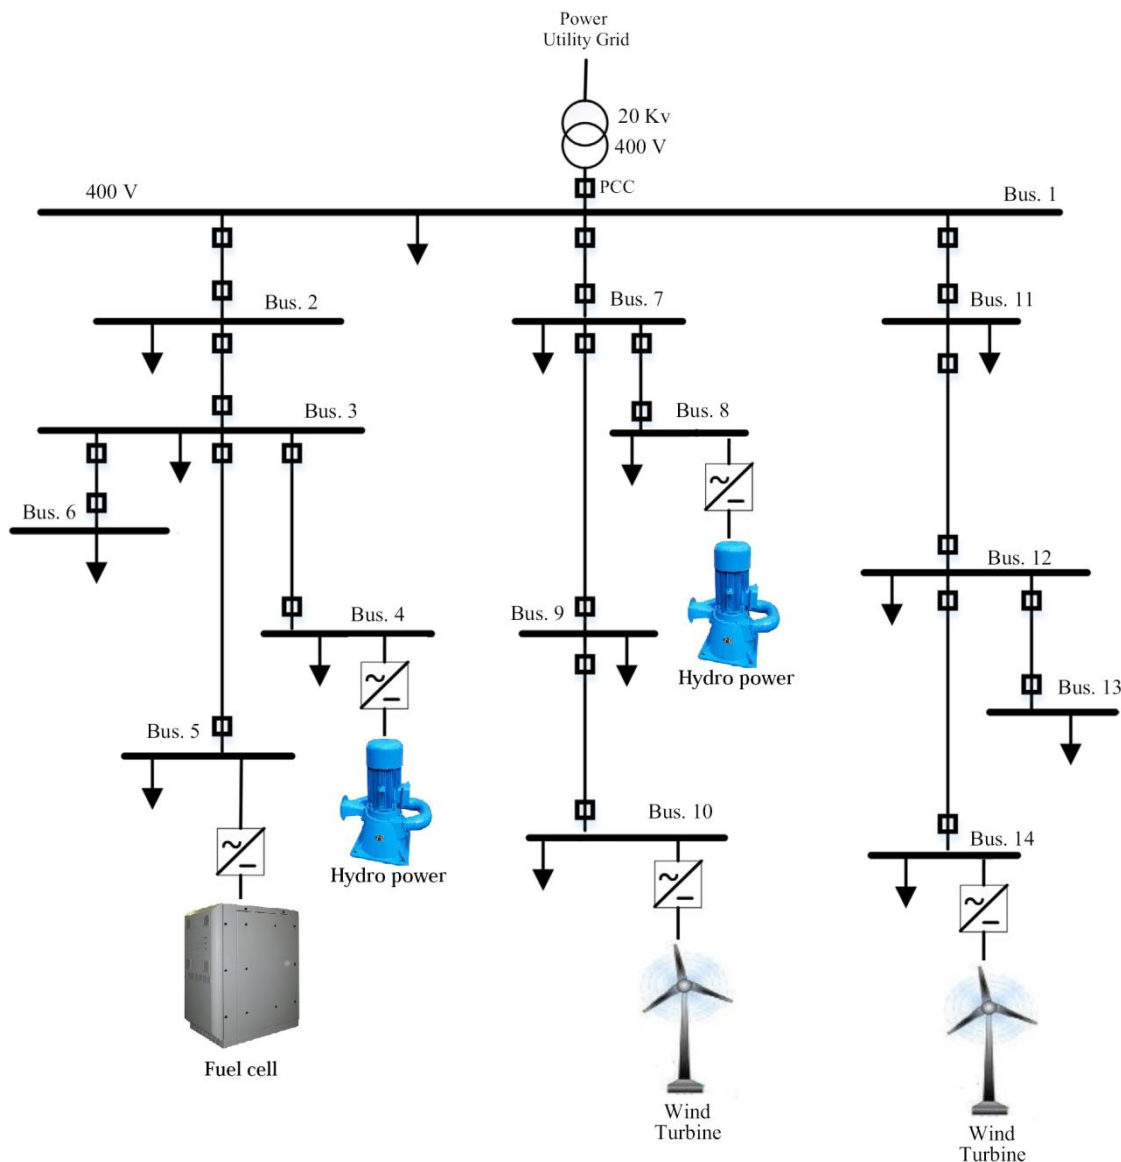 Power
Utility Grid
20 Kv
400 V
PCC
400 V
Bus. 1
Bus. 2
Bus. 7
Bus. 11
Bus. 3
Bus. 8
Bus. 6
Bus. 12
Bus. 4
Bus. 9
Hydro power
Bus. 13
Bus. 5
Bus. 10
Bus. 14
Hydro power
Fuel cell
Wind
Turbine
Wind
Turbine